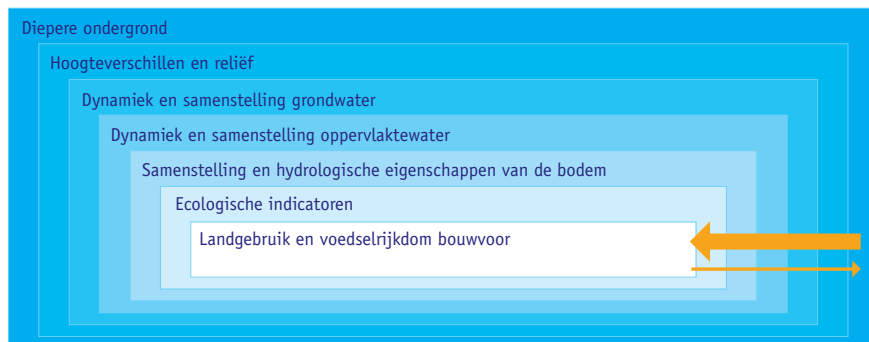 Diepere ondergrond
Hoogteverschillen en reliëf
Dynamiek en samenstelling grondwater
Dynamiek en samenstelling oppervlaktewater
Samenstelling en hydrologische eigenschappen van de bodem
Ecologische indicatoren
Landgebruik en voedselrijkdom bouwvoor